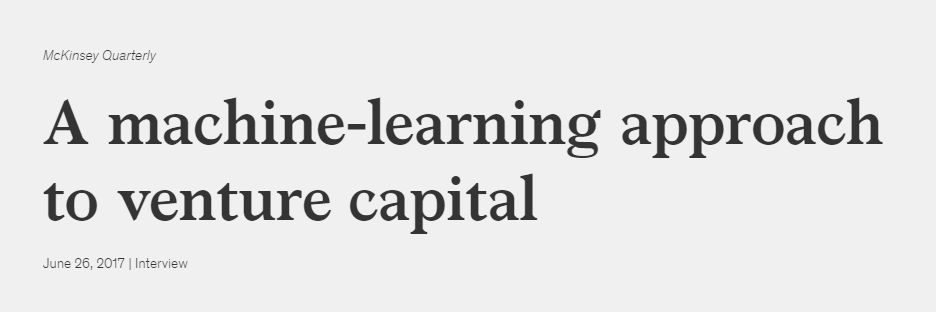 McKinsey Quarterly
A machine-learning approach
to venture capital
June 26, 2017 | Interview